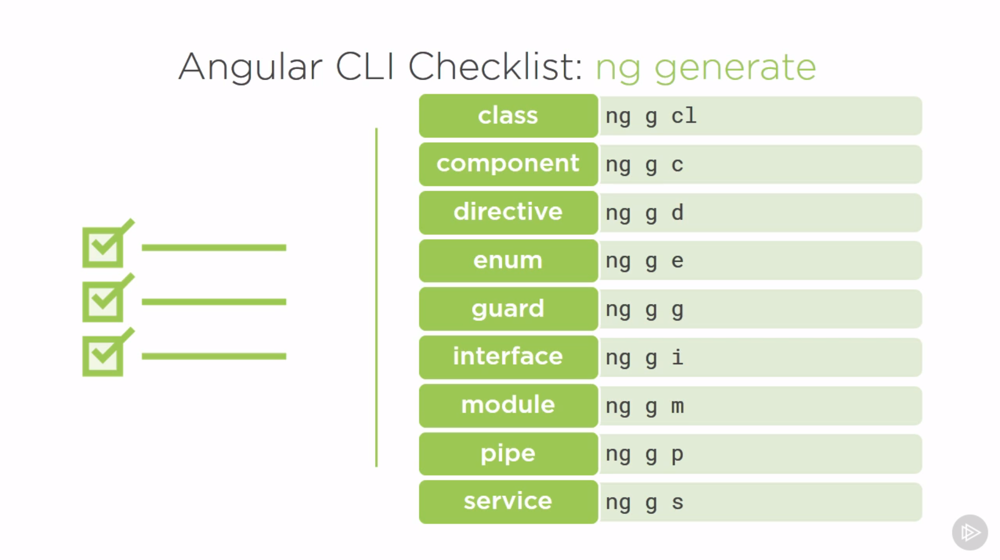 Angular CLI Checklist: ng generate
class ng g cl
component ng g c
directive ng g d
enum ng g e
guard ng g g
interface ng g i
module ng g m
pipe ng g p
service ng g s